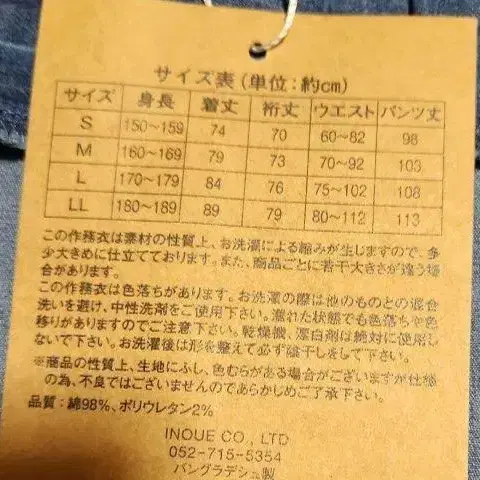 サイズ表(単位:約cm)
サイズ 身長 着丈 裄丈 ウエスト パンツ丈
S 150〜159 74 70 60〜82 98
M 160〜169 79 73 70〜92 103
L 170〜179 84 76 75〜102 108
LL 180〜189 89 79 80〜112 113
この作務衣は素材の性質上、お洗濯による縮みが生じますので、多
少大きめに仕立てております。また、商品ごとに若干大きさが違う場
合があります。
この作務衣は色落ちがあります。お洗濯の際は他のものとの混合
洗いを避け、中性洗剤をご使用下さい。濡れた状態でも色落ちや色
移りがありますのでご注意下さい。乾燥機、漂白剤は絶対に使用し
ないで下さい。お洗濯後は形を整えて必ず陰干しをして下さい。
※商品の性質上、生地にふし、色むらがある場合がございますが仕様
の為、不良ではございませんのであらかじめご了承下さい。
品質:綿98%、ポリウレタン2%
INOUE CO., LTD
052-715-5354
バングラデシュ製